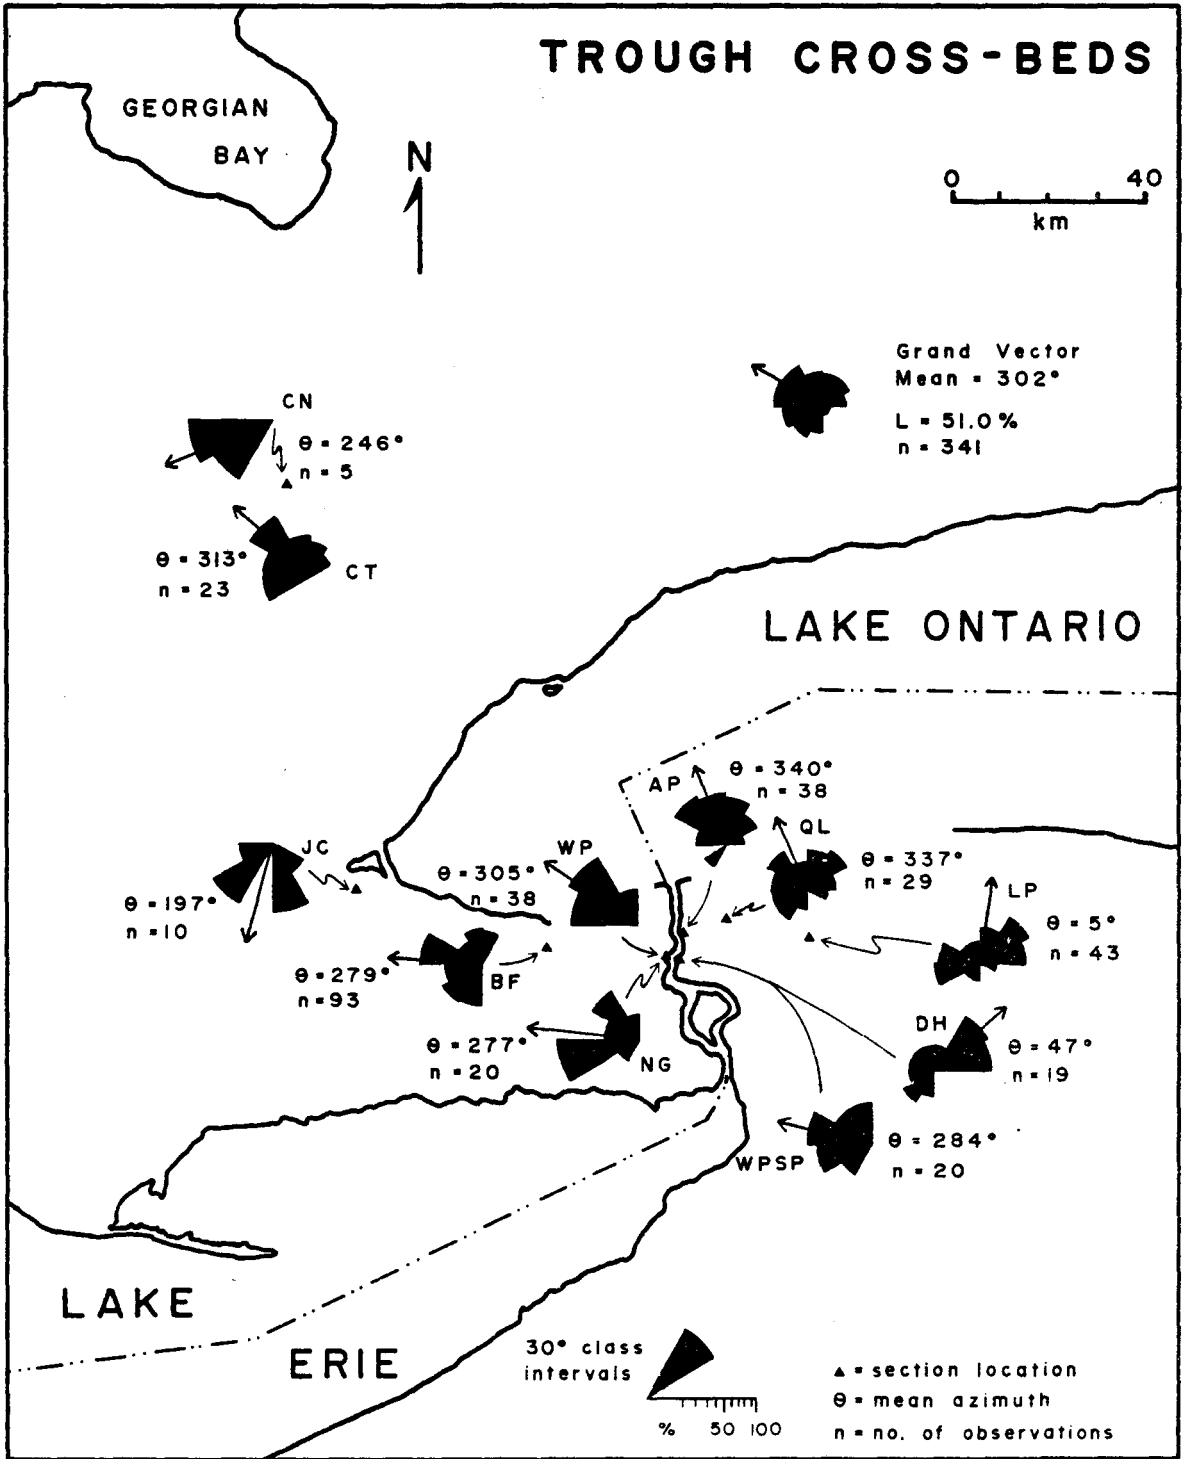 TROUGH CROSS-BEDS
GEORGIAN
BAY
N
0 40
km
Grand Vector
Mean = 302°
L = 51.0%
n = 341
CN
θ = 246°
n = 5
θ = 313°
n = 23
CT
LAKE ONTARIO
AP
θ = 340°
n = 38
QL
θ = 337°
n = 29
JC
θ = 197°
n = 10
WP
θ = 305°
n = 38
LP
θ = 5°
n = 43
θ = 279°
n = 93
BF
θ = 277°
n = 20
NG
DH
θ = 47°
n = 19
WPSP
θ = 284°
n = 20
LAKE
ERIE
30° class
intervals
% 50 100
▲ = section location
θ = mean azimuth
n = no. of observations